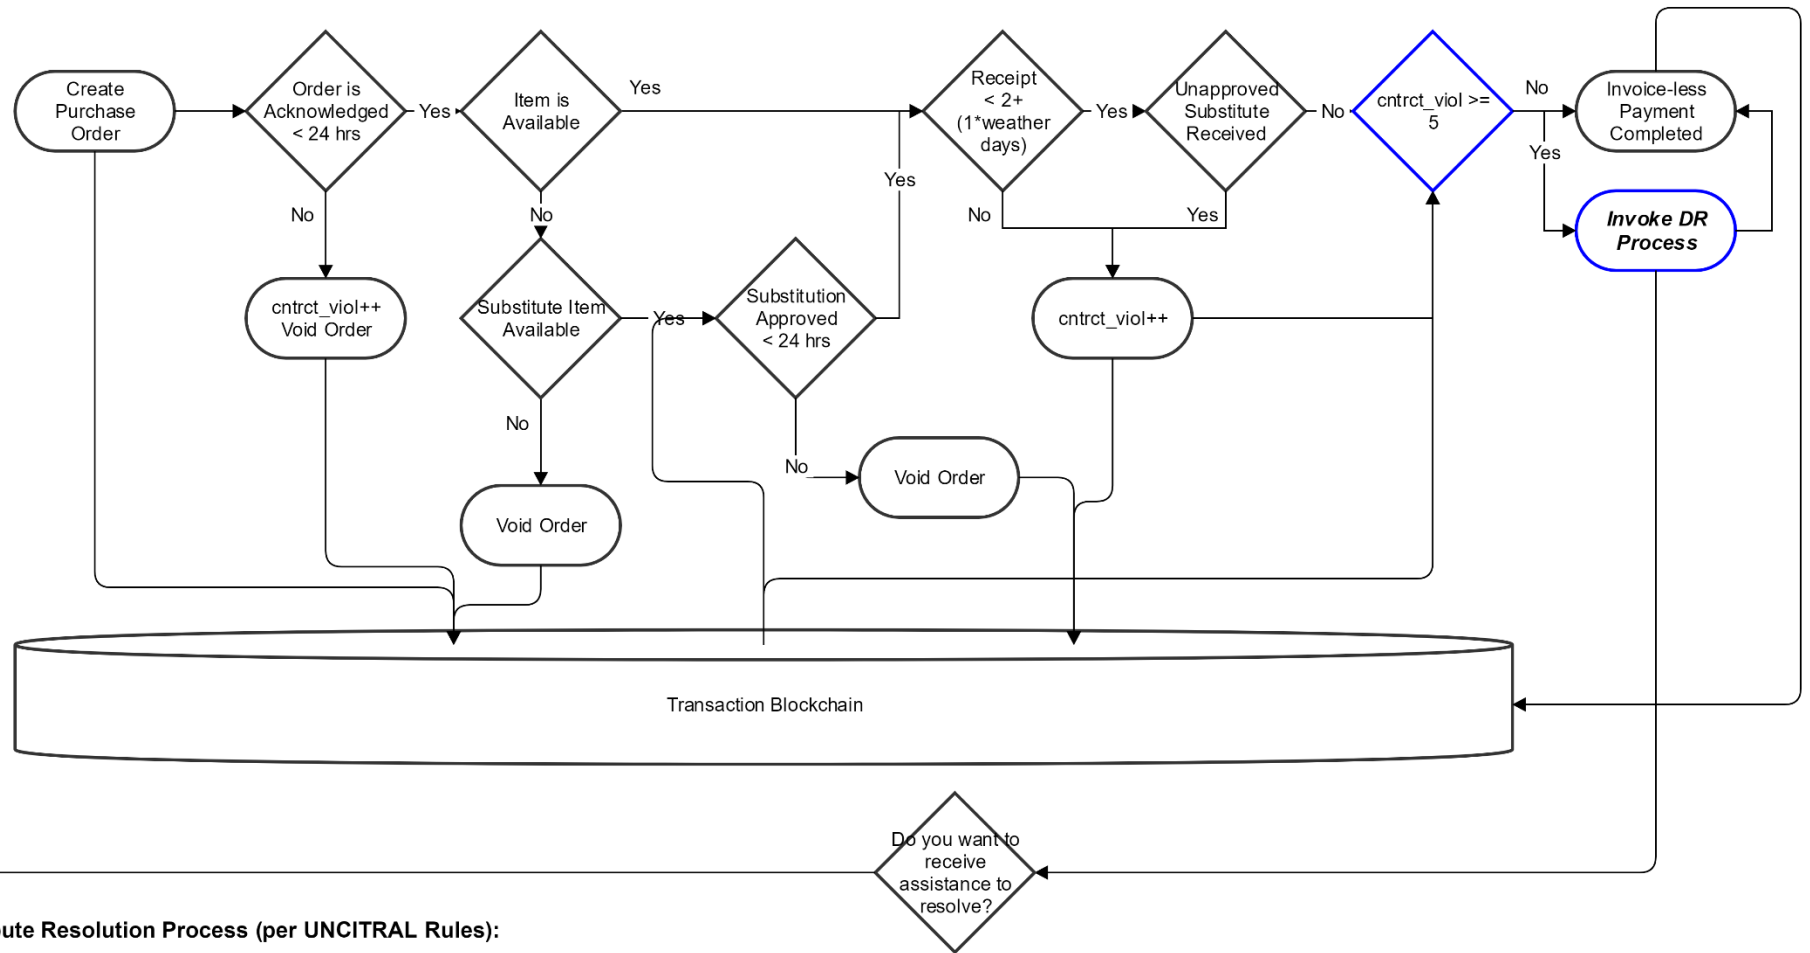 Create
Purchase
Order
Order is
Acknowledged
< 24 hrs
Yes
Item is
Available
Yes
Receipt
< 2+
(1*weather
days)
Yes
Unapproved
Substitute
Received
No
cntrct_viol >=
5
No
Invoice-less
Payment
Completed
Yes
Invoke DR
Process
No
No
Yes
No
Yes
cntrct_viol++
Void Order
Substitute Item
Available
Yes
Substitution
Approved
< 24 hrs
cntrct_viol++
No
No
Void Order
Void Order
Transaction Blockchain
Do you want to
receive
assistance to
resolve?
ute Resolution Process (per UNCITRAL Rules):